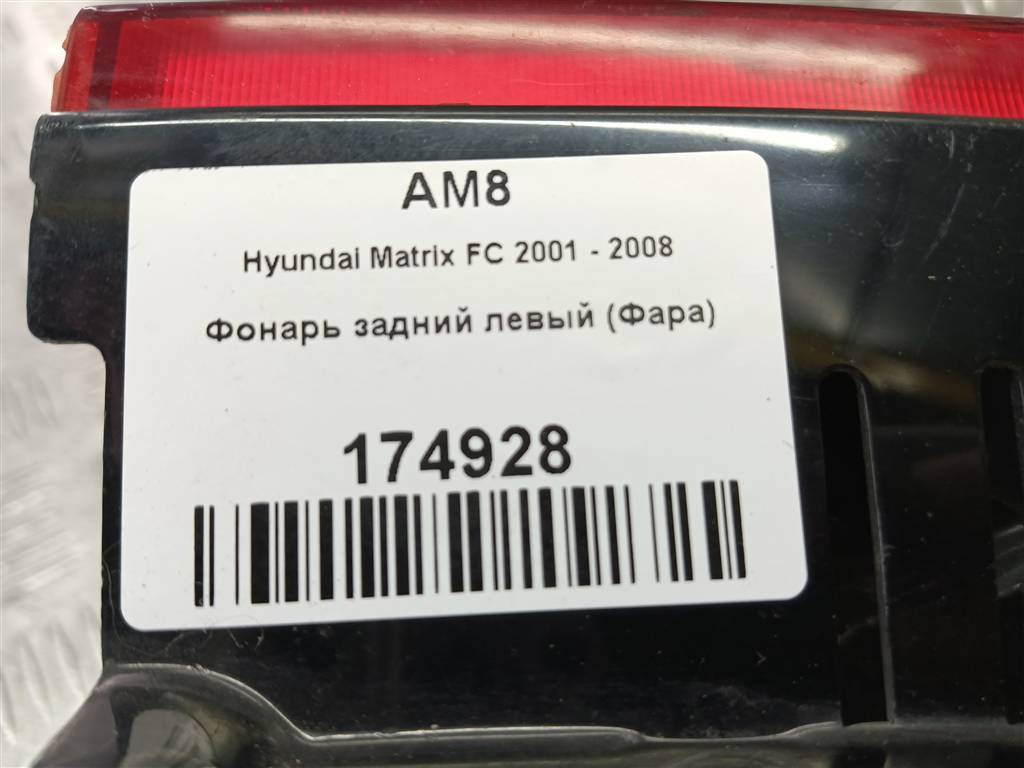 AM8
Hyundai Matrix FC 2001 - 2008
Фонарь задний левый (Фара)
174928